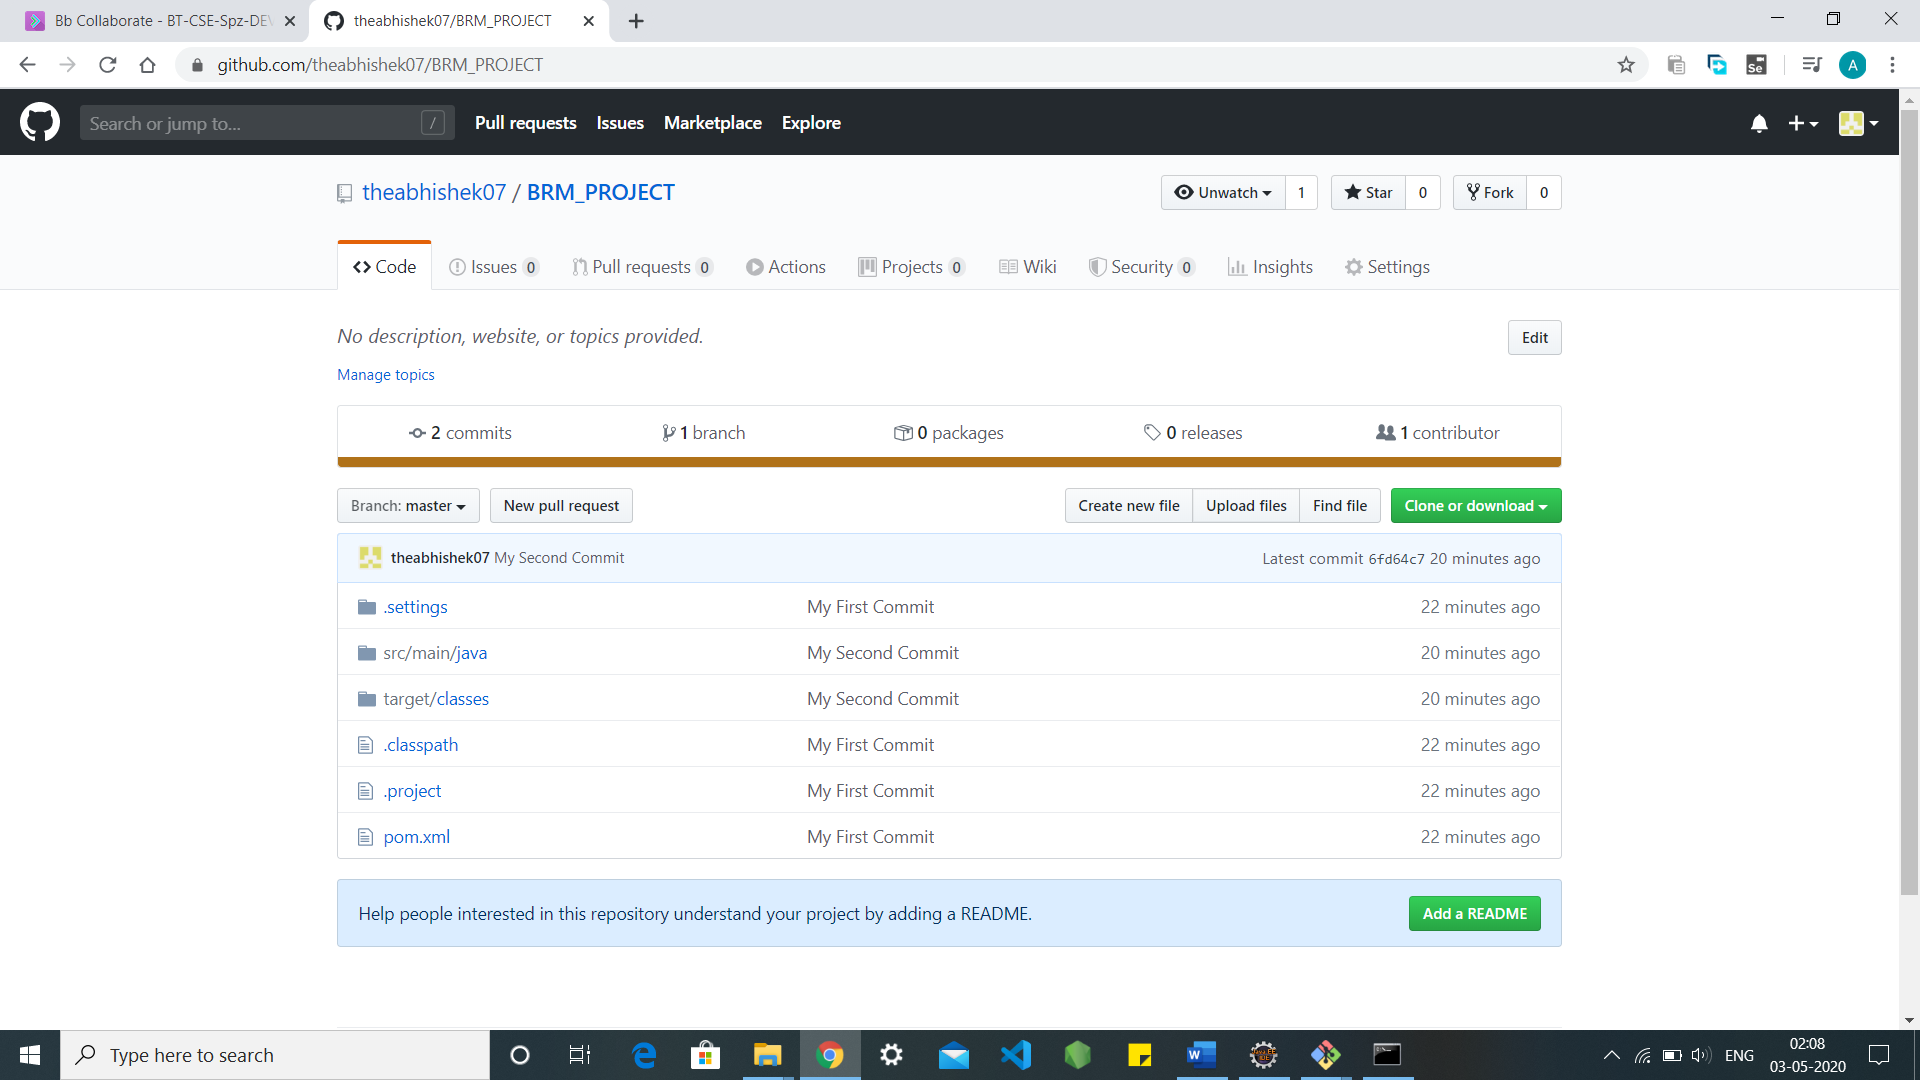 Bb Collaborate - BT-CSE-Spz-DEV
theabhishek07/BRM_PROJECT
github.com/theabhishek07/BRM_PROJECT
Se
A
Search or jump to...
/
Pull requests
Issues
Marketplace
Explore
theabhishek07 / BRM_PROJECT
Unwatch 1
Star 0
Fork 0
Code
Issues 0
Pull requests 0
Actions
Projects 0
Wiki
Security 0
Insights
Settings
No description, website, or topics provided.
Edit
Manage topics
2 commits
1 branch
0 packages
0 releases
1 contributor
Branch: master
New pull request
Create new file
Upload files
Find file
Clone or download
theabhishek07 My Second Commit
Latest commit 6fd64c7 20 minutes ago
.settings My First Commit 22 minutes ago
src/main/java My Second Commit 20 minutes ago
target/classes My Second Commit 20 minutes ago
.classpath My First Commit 22 minutes ago
.project My First Commit 22 minutes ago
pom.xml My First Commit 22 minutes ago
Help people interested in this repository understand your project by adding a README.
Add a README
Type here to search
ENG
02:08
03-05-2020